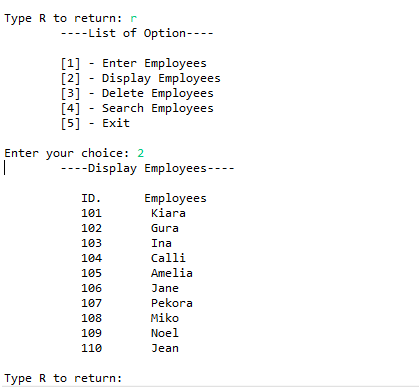 Type R to return: r
----List of Option----
[1] - Enter Employees
[2] - Display Employees
[3] - Delete Employees
[4] - Search Employees
[5] - Exit
Enter your choice: 2
----Display Employees----
ID. Employees
101 Kiara
102 Gura
103 Ina
104 Calli
105 Amelia
106 Jane
107 Pekora
108 Miko
109 Noel
110 Jean
Type R to return: